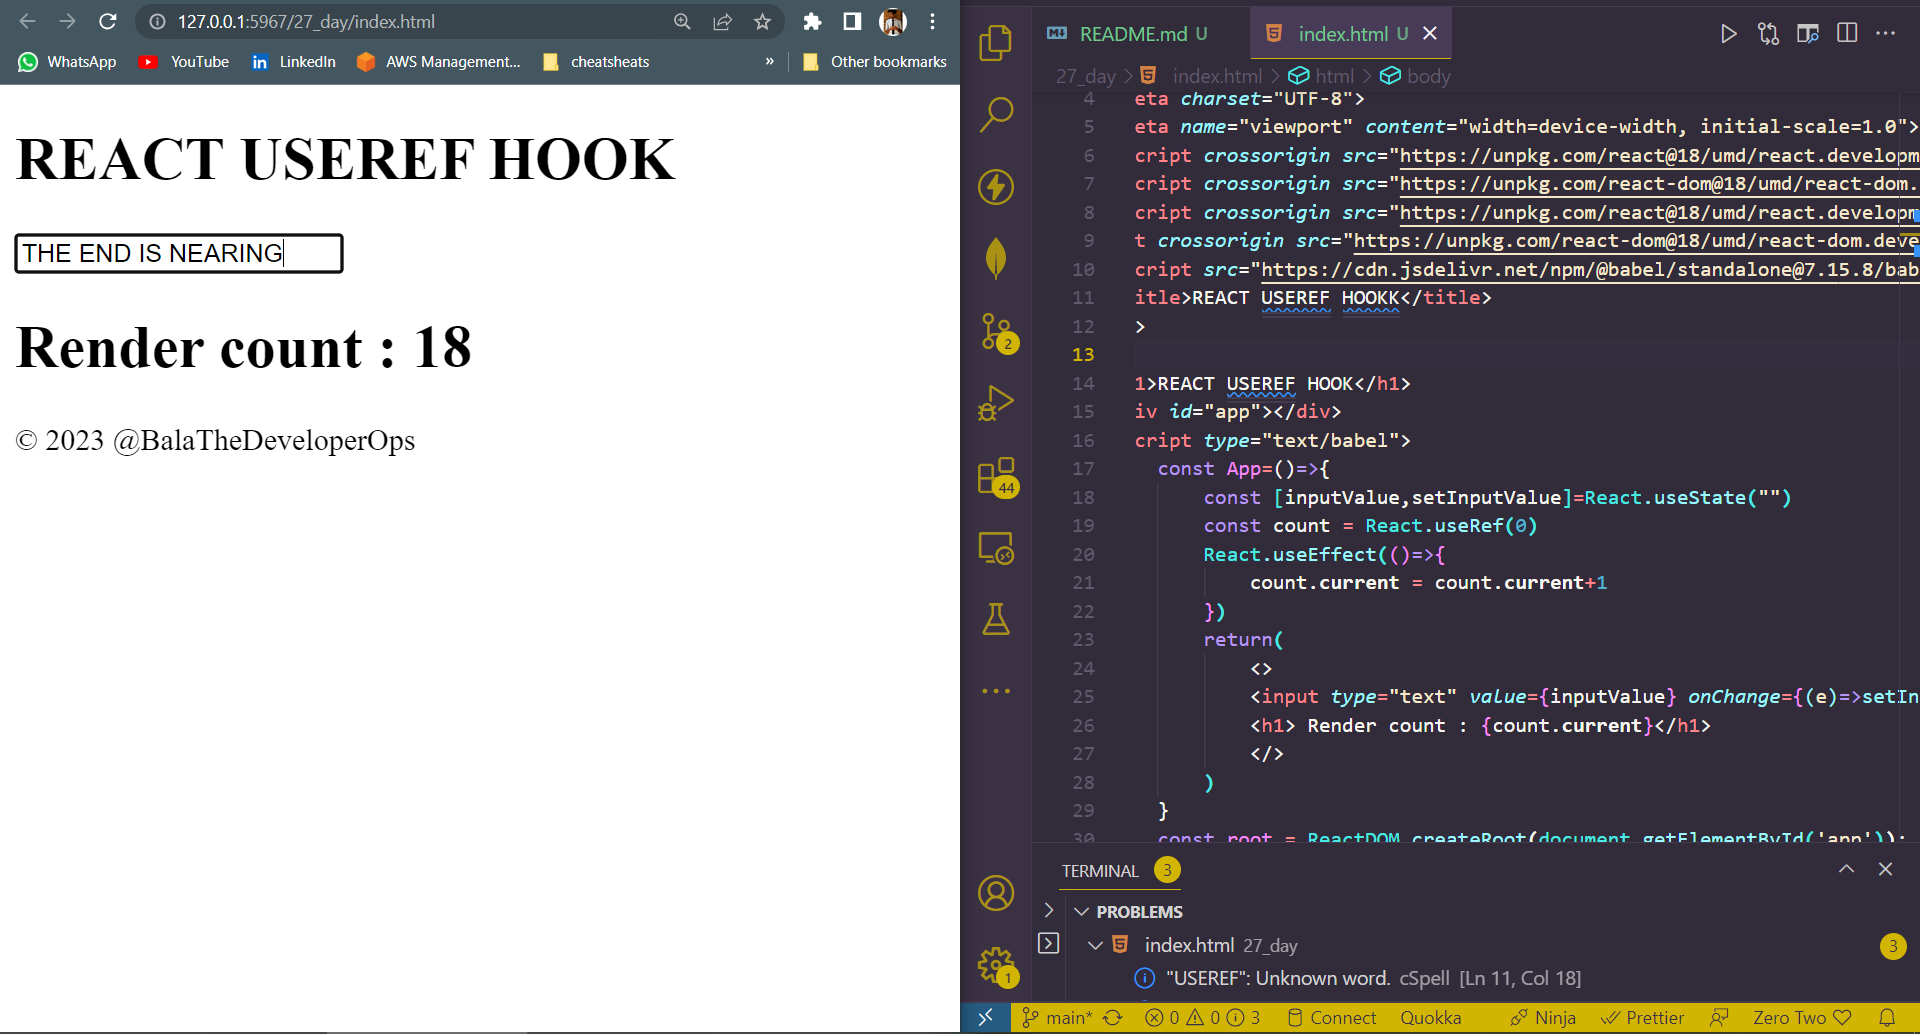 127.0.0.1:5967/27_day/index.html
WhatsApp YouTube LinkedIn AWS Management... cheatsheats » Other bookmarks
REACT USEREF HOOK
THE END IS NEARING
Render count : 18
© 2023 @BalaTheDeveloperOps
2
44
1
README.md U index.html U
27_day > index.html > html > body
4 eta charset="UTF-8">
5 eta name="viewport" content="width=device-width, initial-scale=1.0">
6 cript crossorigin src="https://unpkg.com/react@18/umd/react.developm
7 cript crossorigin src="https://unpkg.com/react-dom@18/umd/react-dom.
8 cript crossorigin src="https://unpkg.com/react@18/umd/react.developm
9 t crossorigin src="https://unpkg.com/react-dom@18/umd/react-dom.deve
10 cript src="https://cdn.jsdelivr.net/npm/@babel/standalone@7.15.8/bab
11 itle>REACT USEREF HOOKK</title>
12 >
13
14 1>REACT USEREF HOOK</h1>
15 iv id="app"></div>
16 cript type="text/babel">
17 const App=()=>{
18 const [inputValue,setInputValue]=React.useState("")
19 const count = React.useRef(0)
20 React.useEffect(()=>{
21 count.current = count.current+1
22 })
23 return(
24 <>
25 <input type="text" value={inputValue} onChange={(e)=>setIn
26 <h1> Render count : {count.current}</h1>
27 </>
28 )
29 }
30 const root = ReactDOM.createRoot(document.getElementById('app'));
TERMINAL 3
PROBLEMS
index.html 27_day 3
"USEREF": Unknown word. cSpell [Ln 11, Col 18]
main* 0 0 3 Connect Quokka Ninja Prettier Zero Two